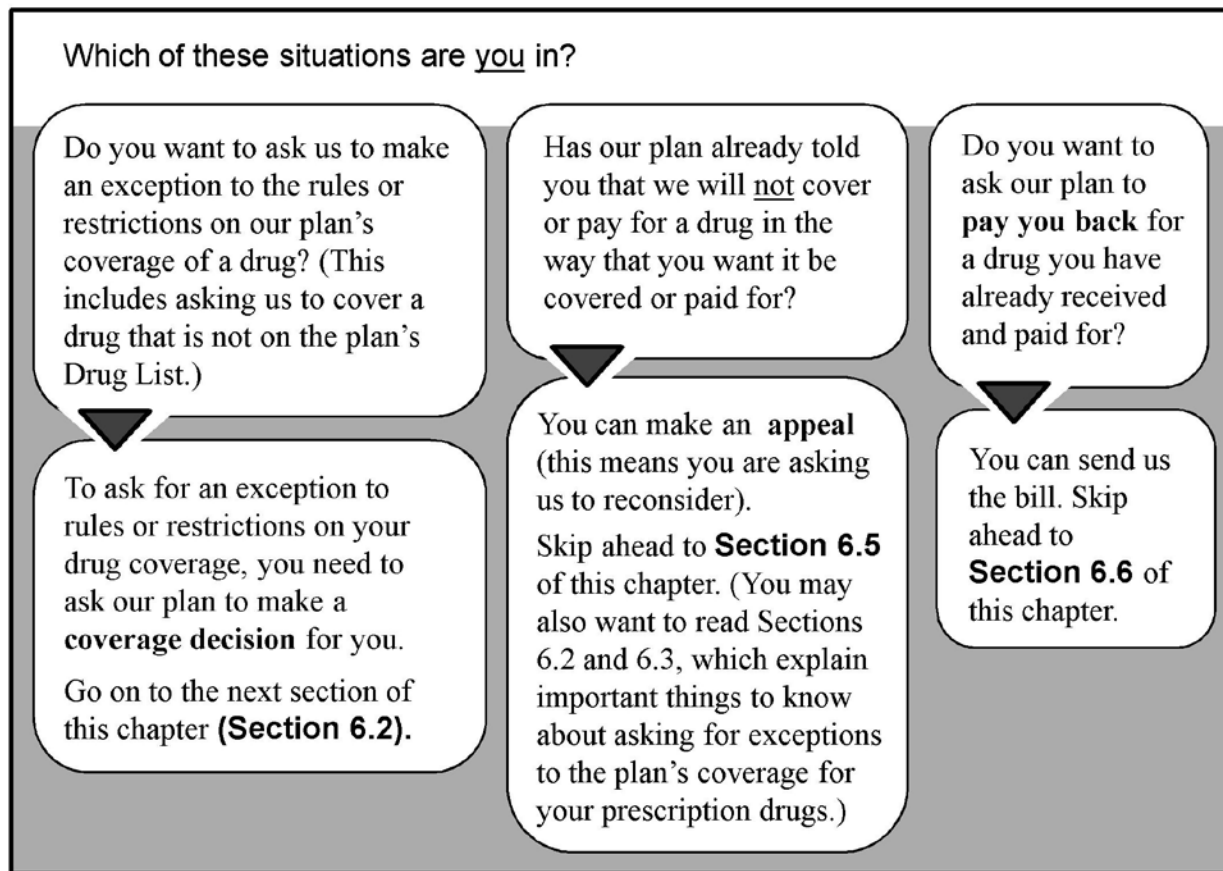 Which of these situations are you in?
Do you want to ask us to make
an exception to the rules or
restrictions on our plan's
coverage of a drug? (This
includes asking us to cover a
drug that is not on the plan's
Drug List.)
To ask for an exception to
rules or restrictions on your
drug coverage, you need to
ask our plan to make a
coverage decision for you.
Go on to the next section of
this chapter (Section 6.2).
Has our plan already told
you that we will not cover
or pay for a drug in the
way that you want it be
covered or paid for?
You can make an appeal
(this means you are asking
us to reconsider).
Skip ahead to Section 6.5
of this chapter. (You may
also want to read Sections
6.2 and 6.3, which explain
important things to know
about asking for exceptions
to the plan's coverage for
your prescription drugs.)
Do you want to
ask our plan to
pay you back for
a drug you have
already received
and paid for?
You can send us
the bill. Skip
ahead to
Section 6.6 of
this chapter.